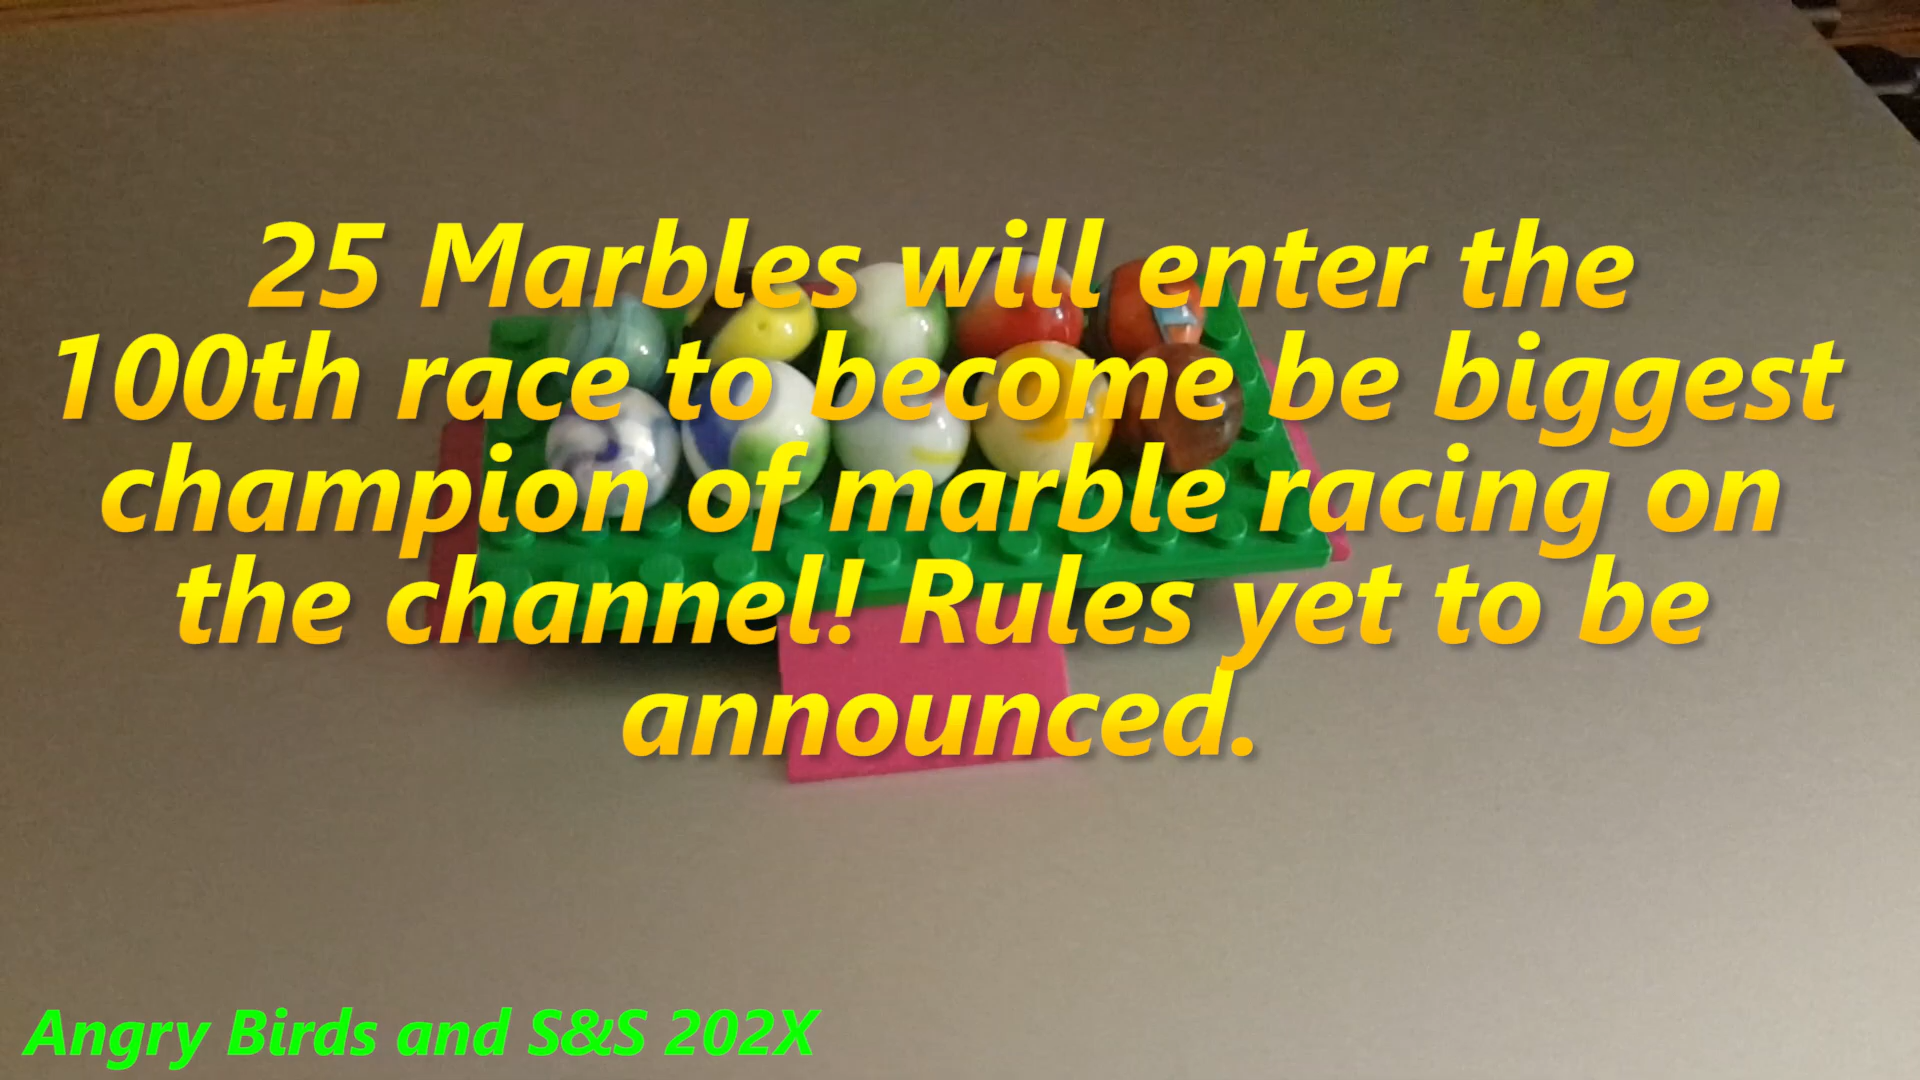 25 Marbles will enter the
100th race to become be biggest
champion of marble racing on
the channel! Rules yet to be
announced.
Angry Birds and S&S 202X